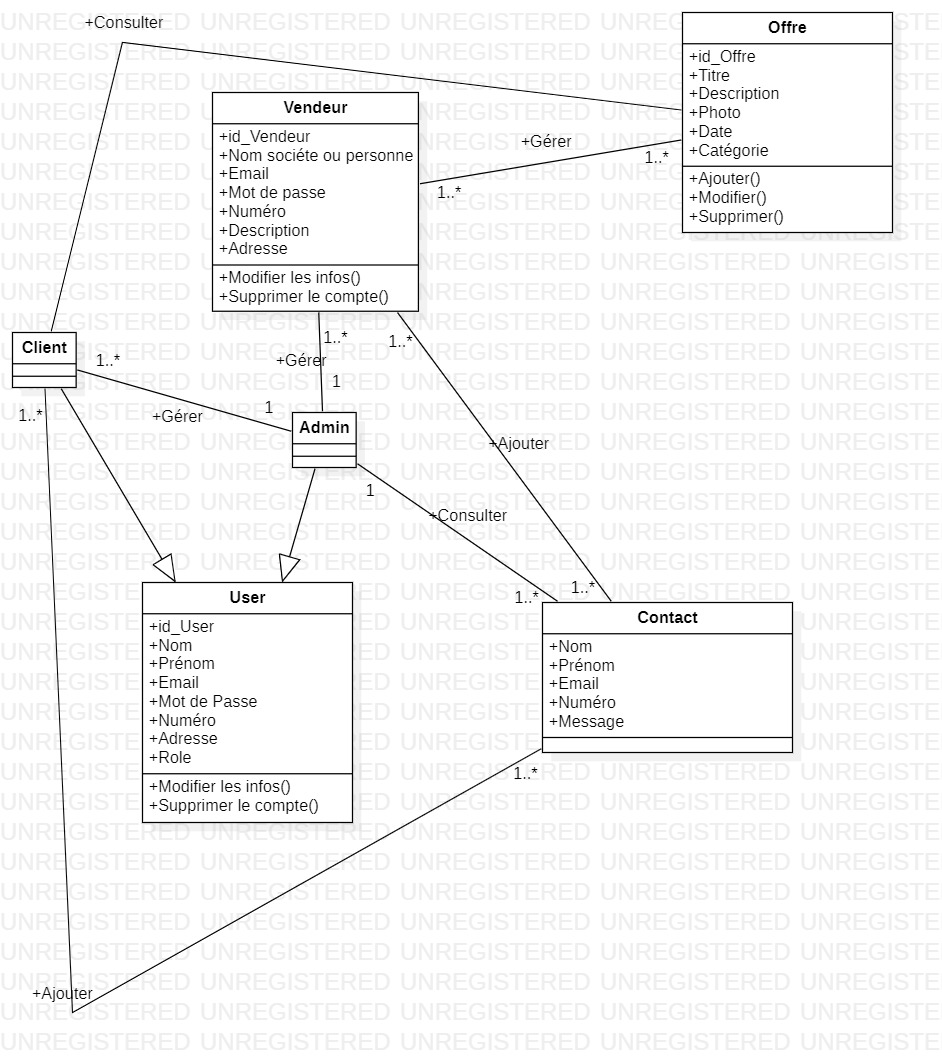 +Consulter
Offre
+id_Offre
+Titre
+Description
+Photo
+Date
+Catégorie
+Ajouter()
+Modifier()
+Supprimer()
Vendeur
+id_Vendeur
+Nom sociéte ou personne
+Email
+Mot de passe
+Numéro
+Description
+Adresse
+Modifier les infos()
+Supprimer le compte()
+Gérer
1..*
1..*
Client
1..*
+Gérer
1
1..*
+Gérer
1
1..*
Admin
1..*
+Ajouter
1
+Consulter
1..*
1..*
User
+id_User
+Nom
+Prénom
+Email
+Mot de Passe
+Numéro
+Adresse
+Role
+Modifier les infos()
+Supprimer le compte()
Contact
+Nom
+Prénom
+Email
+Numéro
+Message
1..*
+Ajouter
UNREGISTERED